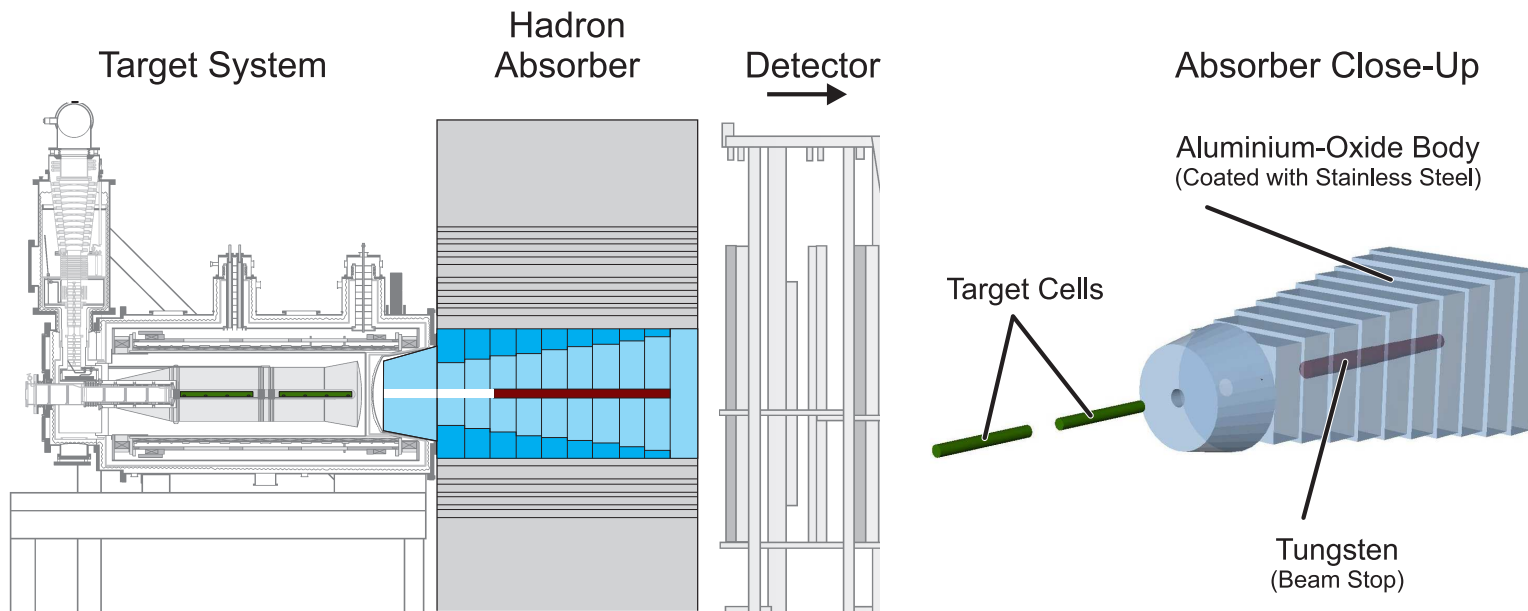 Target System
Hadron
Absorber
Detector
Absorber Close-Up
Aluminium-Oxide Body
(Coated with Stainless Steel)
Target Cells
Tungsten
(Beam Stop)